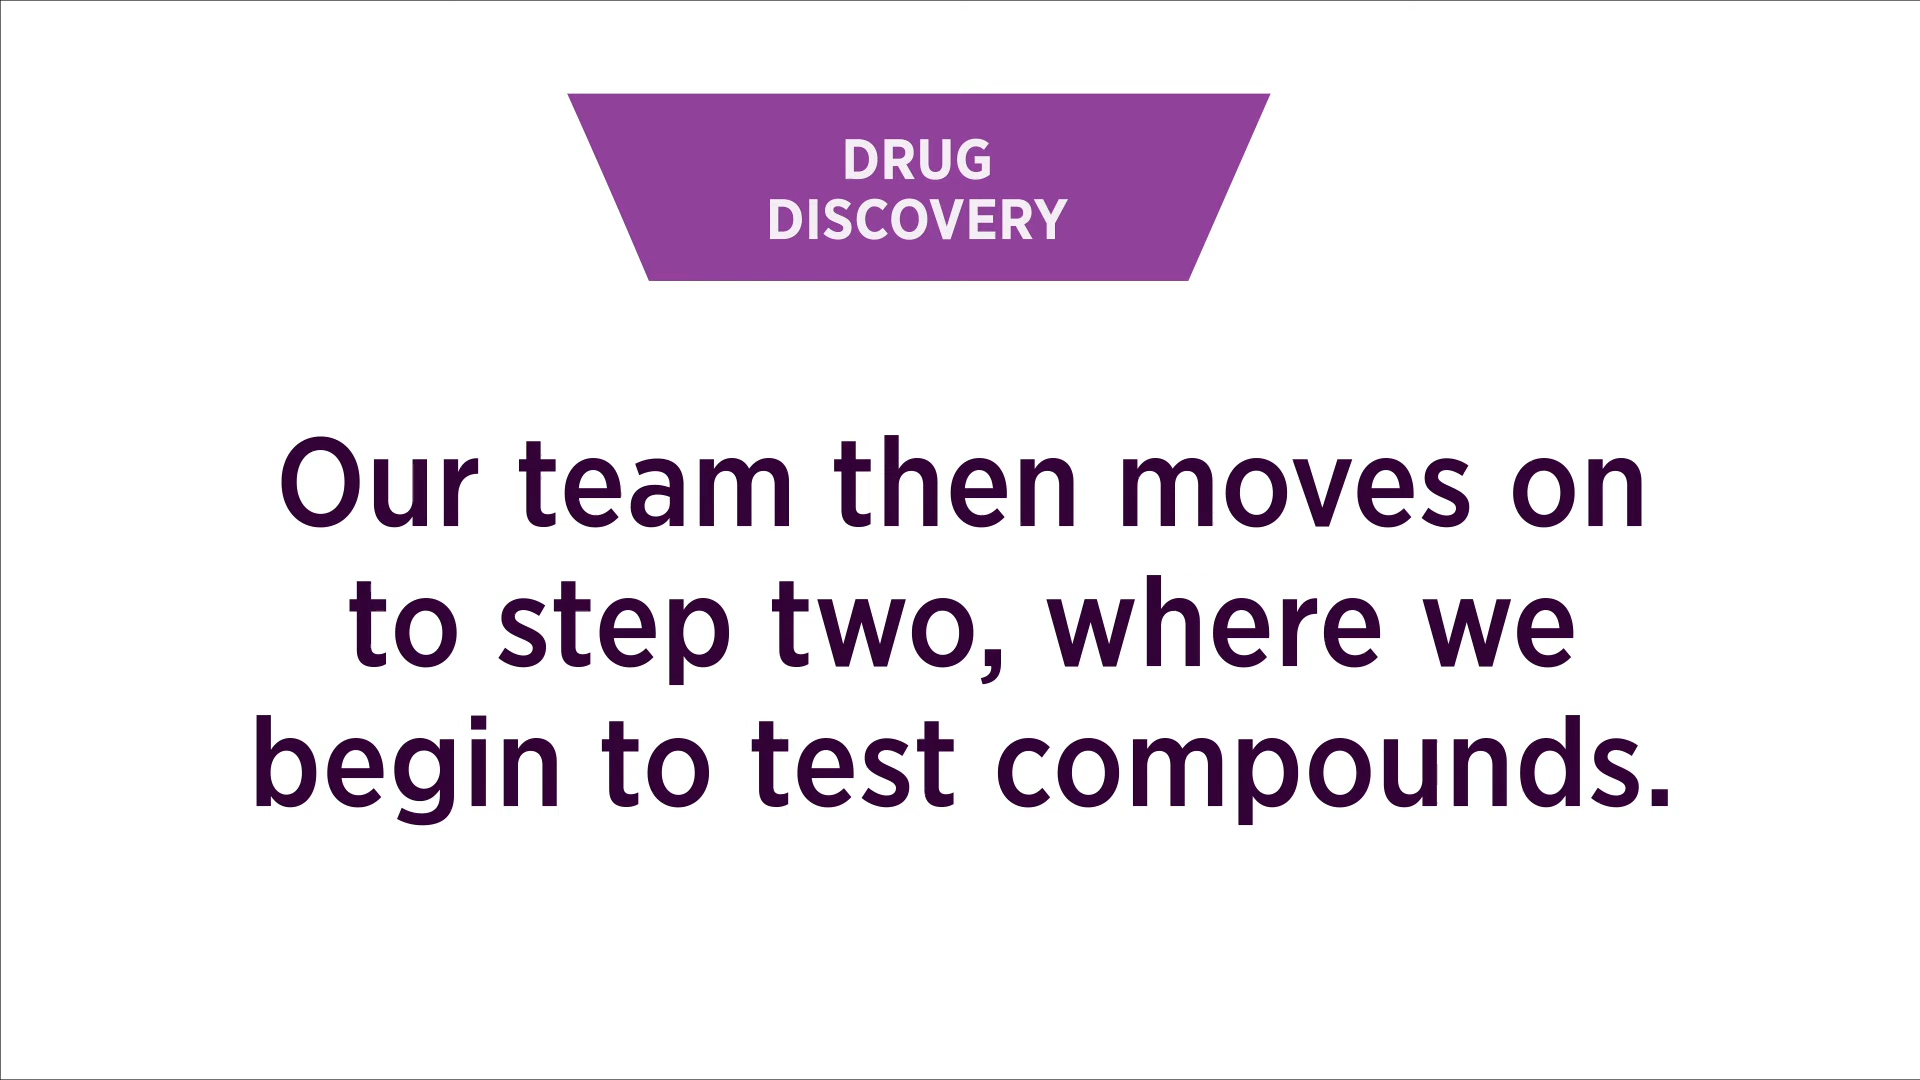 DRUG
DISCOVERY
Our team then moves on
to step two, where we
begin to test compounds.